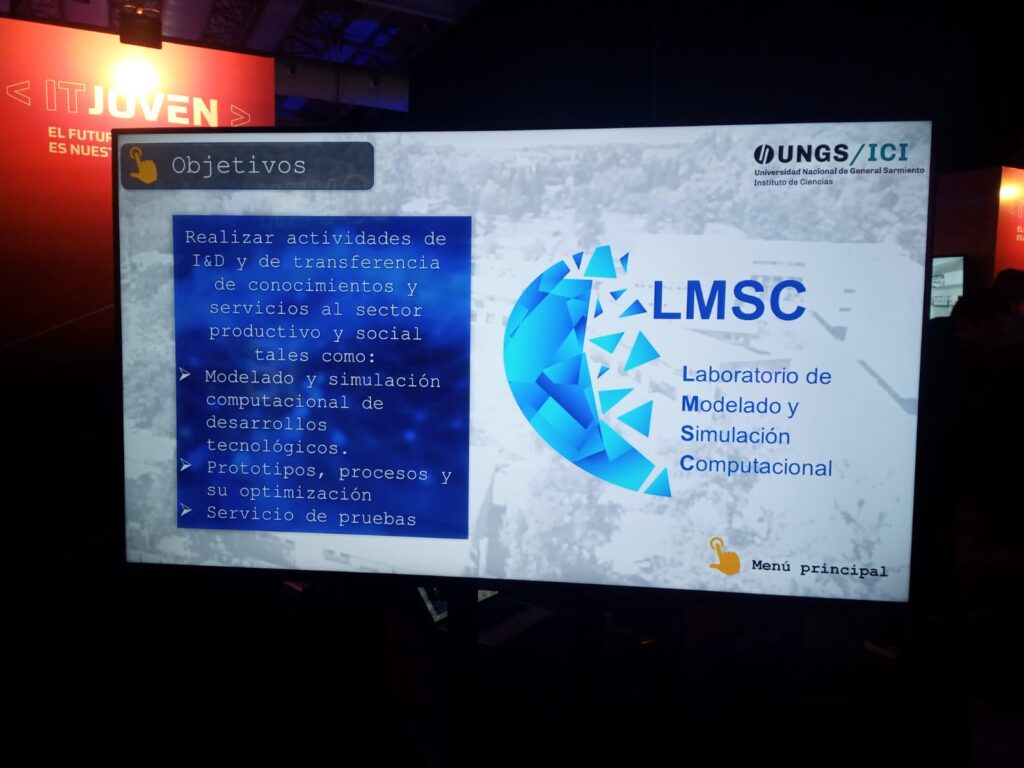 < ITJOVEN >
EL FUTUR
ES NUEST
Objetivos
UNGS/ICI
Universidad Nacional de General Sarmiento
Instituto de Ciencias
Realizar actividades de
I&D y de transferencia
de conocimientos y
servicios al sector
productivo y social
tales como:
➢ Modelado y simulación
computacional de
desarrollos
tecnológicos.
➢ Prototipos, procesos y
su optimización
➢ Servicio de pruebas
LMSC
Laboratorio de
Modelado y
Simulación
Computacional
Menú principal